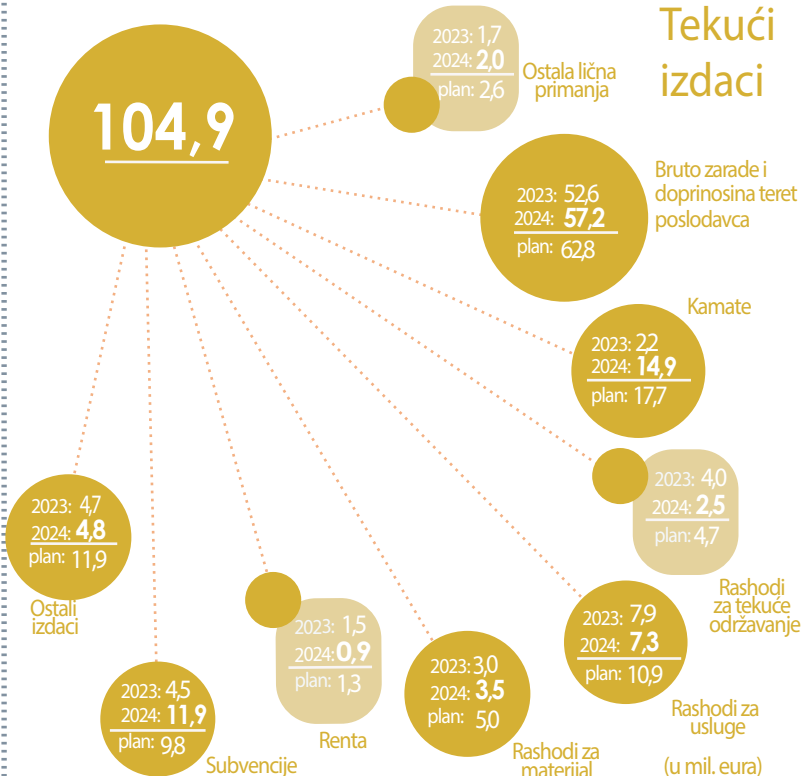 Tekući
izdaci
104,9
2023: 1,7
2024: 2,0
plan: 2,6
Ostala lična
primanja
2023: 52,6
2024: 57,2
plan: 62,8
Bruto zarade i
doprinosina teret
poslodavca
Kamate
2023: 2,2
2024: 14,9
plan: 17,7
2023: 4,0
2024: 2,5
plan: 4,7
Rashodi
za tekuće
održavanje
2023: 7,9
2024: 7,3
plan: 10,9
Rashodi za
usluge
2023: 3,0
2024: 3,5
plan: 5,0
Rashodi za
materijal
2023: 1,5
2024: 0,9
plan: 1,3
Renta
2023: 4,5
2024: 11,9
plan: 9,8
Subvencije
2023: 4,7
2024: 4,8
plan: 11,9
Ostali
izdaci
(u mil. eura)